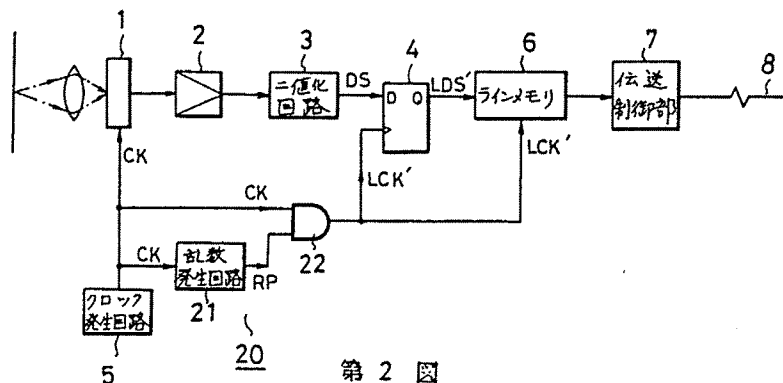 1
2
3
4
6
7
二値化
回路
DS
D Q
LDS'
ラインメモリ
伝送
制御部
8
CK
LCK'
LCK'
CK
22
CK
乱数
発生回路
RP
21
クロック
発生回路
5
20
第 2 図